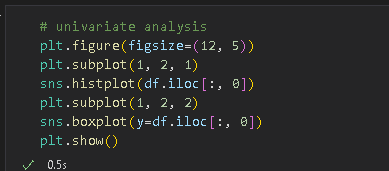 # univariate analysis
plt.figure(figsize=(12, 5))
plt.subplot(1, 2, 1)
sns.histplot(df.iloc[:, 0])
plt.subplot(1, 2, 2)
sns.boxplot(y=df.iloc[:, 0])
plt.show()
✓ 0.5s